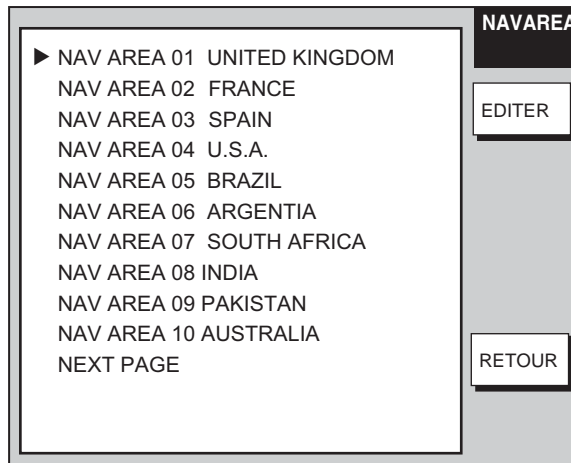 NAVAREA
NAV AREA 01 UNITED KINGDOM
NAV AREA 02 FRANCE
NAV AREA 03 SPAIN
NAV AREA 04 U.S.A.
NAV AREA 05 BRAZIL
NAV AREA 06 ARGENTIA
NAV AREA 07 SOUTH AFRICA
NAV AREA 08 INDIA
NAV AREA 09 PAKISTAN
NAV AREA 10 AUSTRALIA
NEXT PAGE
EDITER
RETOUR